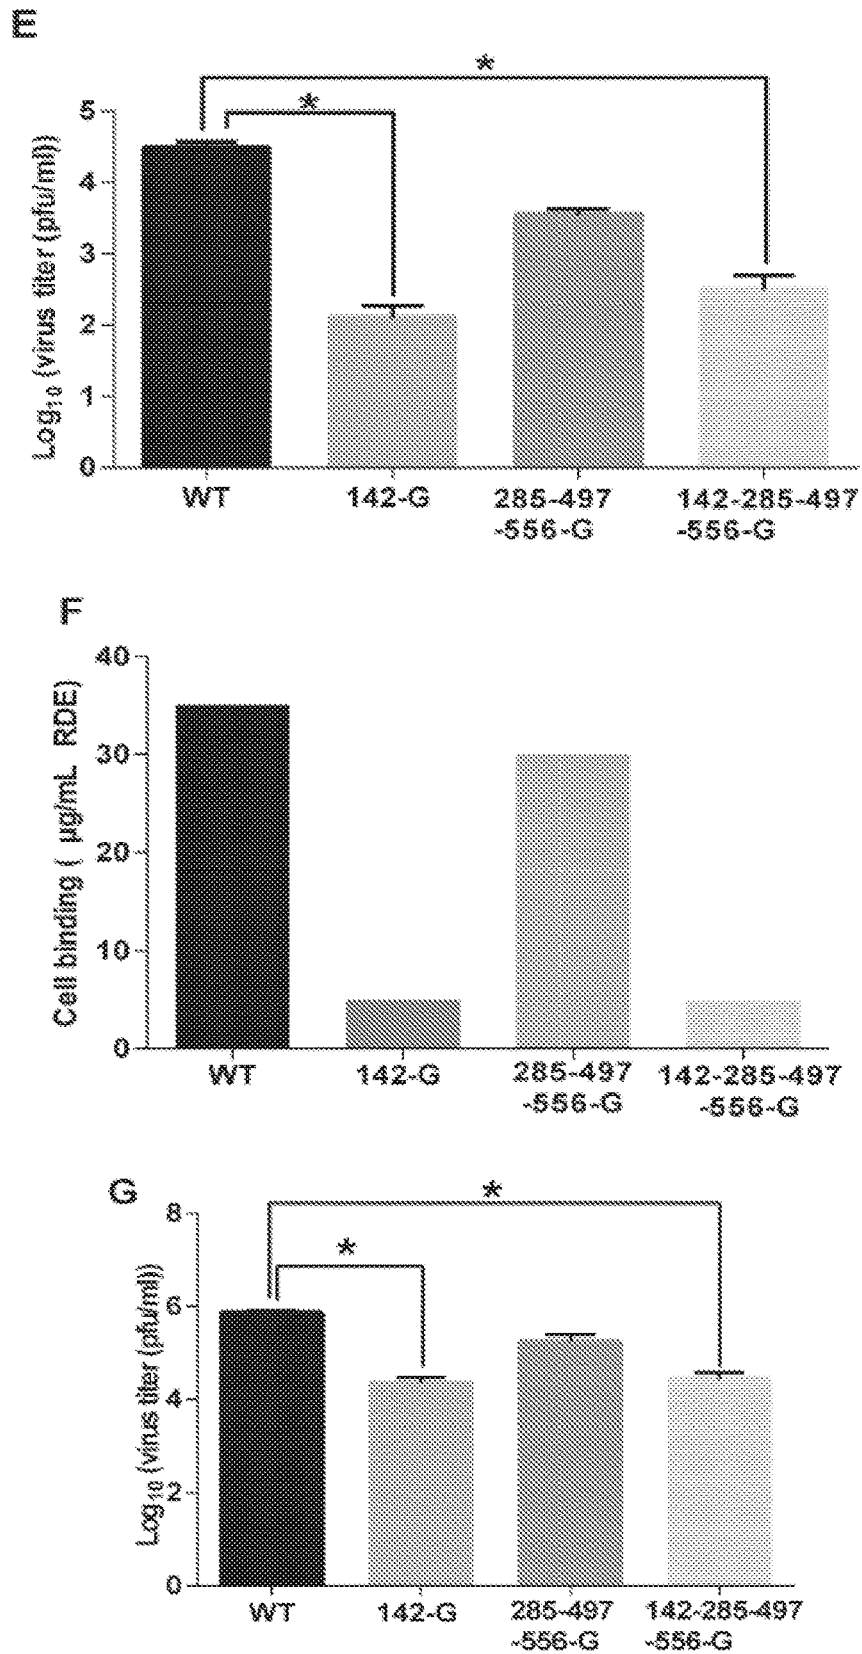 E
*
*
5
4
3
2
1
0
Log10 (virus titer (pfu/ml))
WT
142-G
285-497
-556-G
142-285-497
-556-G
F
40
30
20
10
0
Cell binding ( µg/mL RDE)
WT
142-G
285-497
-556-G
142-285-497
-556-G
G
*
*
8
6
4
2
0
Log10 (virus titer (pfu/ml))
WT
142-G
285-497
-556-G
142-285-497
-556-G